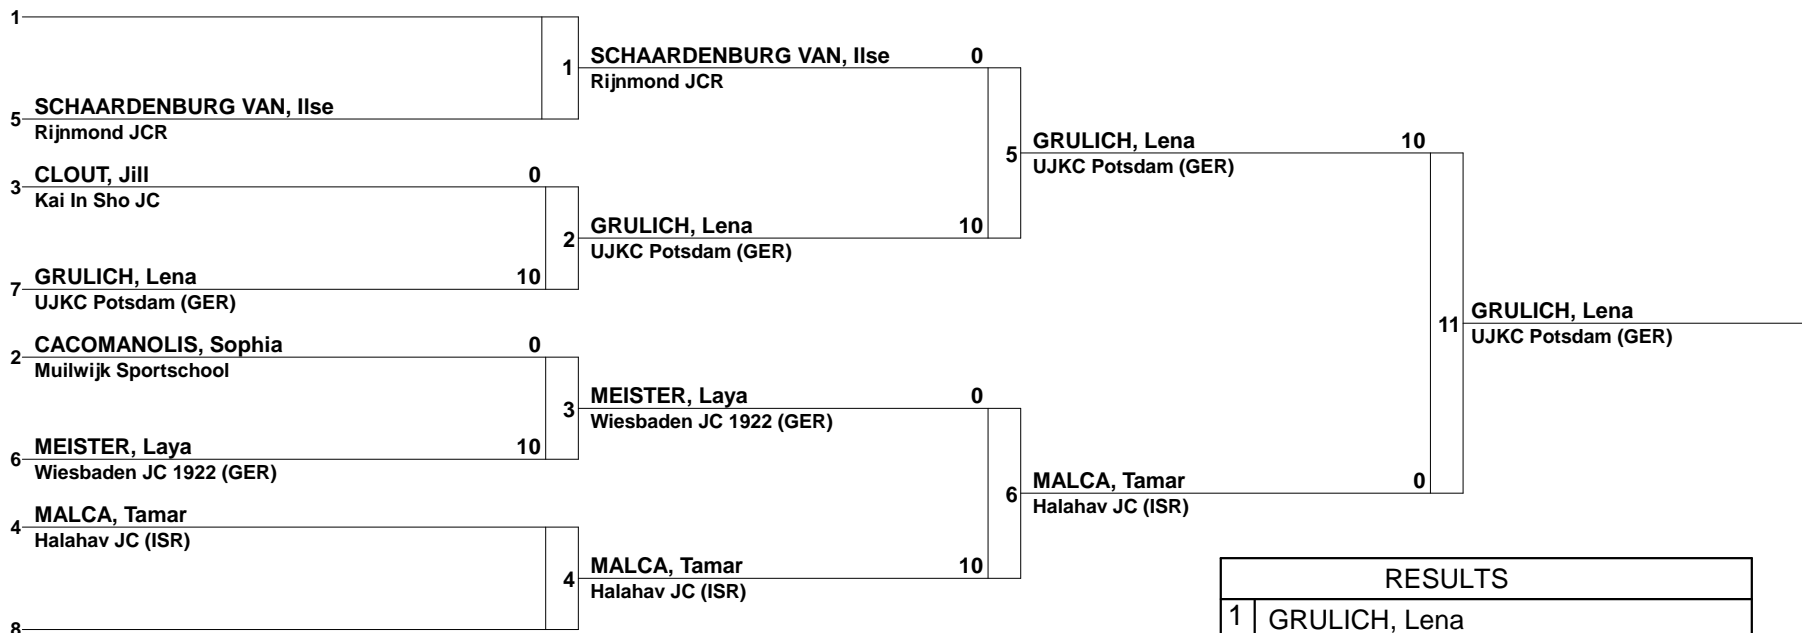 1
5 SCHAARDENBURG VAN, Ilse
Rijnmond JCR
3 CLOUT, Jill 0
Kai In Sho JC
7 GRULICH, Lena 10
UJKC Potsdam (GER)
2 CACOMANOLIS, Sophia 0
Muilwijk Sportschool
6 MEISTER, Laya 10
Wiesbaden JC 1922 (GER)
4 MALCA, Tamar
Halahav JC (ISR)
8
1 SCHAARDENBURG VAN, Ilse 0
Rijnmond JCR
2 GRULICH, Lena 10
UJKC Potsdam (GER)
3 MEISTER, Laya 0
Wiesbaden JC 1922 (GER)
4 MALCA, Tamar 10
Halahav JC (ISR)
5 GRULICH, Lena 10
UJKC Potsdam (GER)
6 MALCA, Tamar 0
Halahav JC (ISR)
11 GRULICH, Lena
UJKC Potsdam (GER)
RESULTS
1 GRULICH, Lena